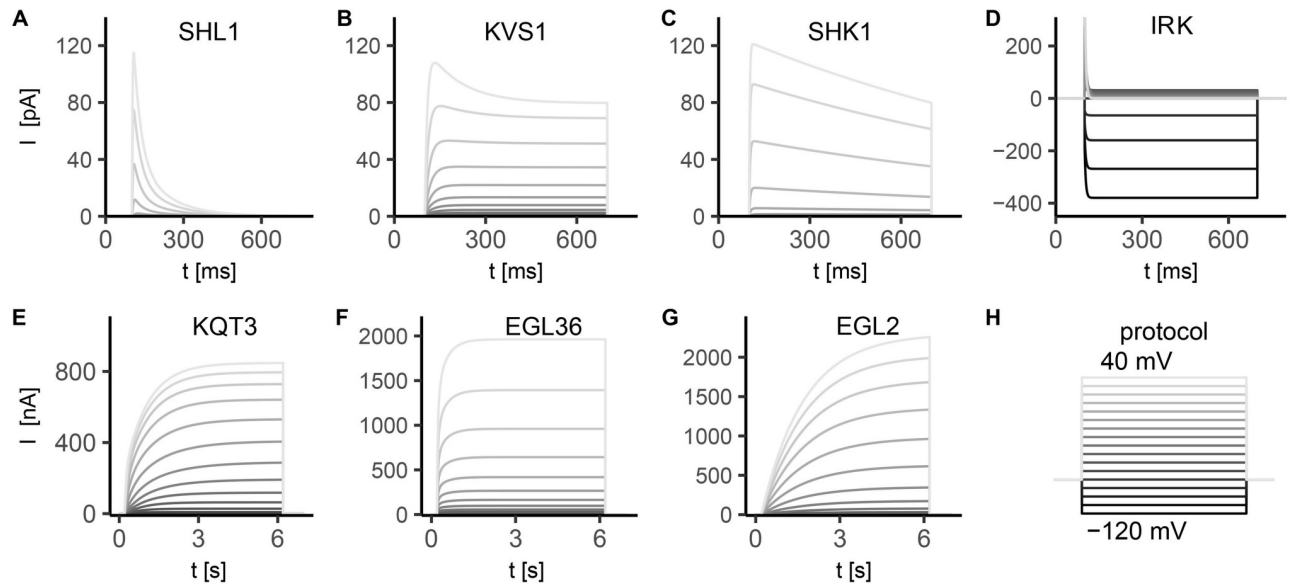 A SHL1
B KVS1
C SHK1
D IRK
I [pA]
120
80
40
0
0 300 600
t [ms]
120
80
40
0
0 300 600
t [ms]
120
80
40
0
0 300 600
t [ms]
200
0
−200
−400
0 300 600
t [ms]
E KQT3
F EGL36
G EGL2
H protocol
40 mV
−120 mV
I [nA]
800
400
0
0 3 6
t [s]
2000
1500
1000
500
0
0 3 6
t [s]
2000
1500
1000
500
0
0 3 6
t [s]